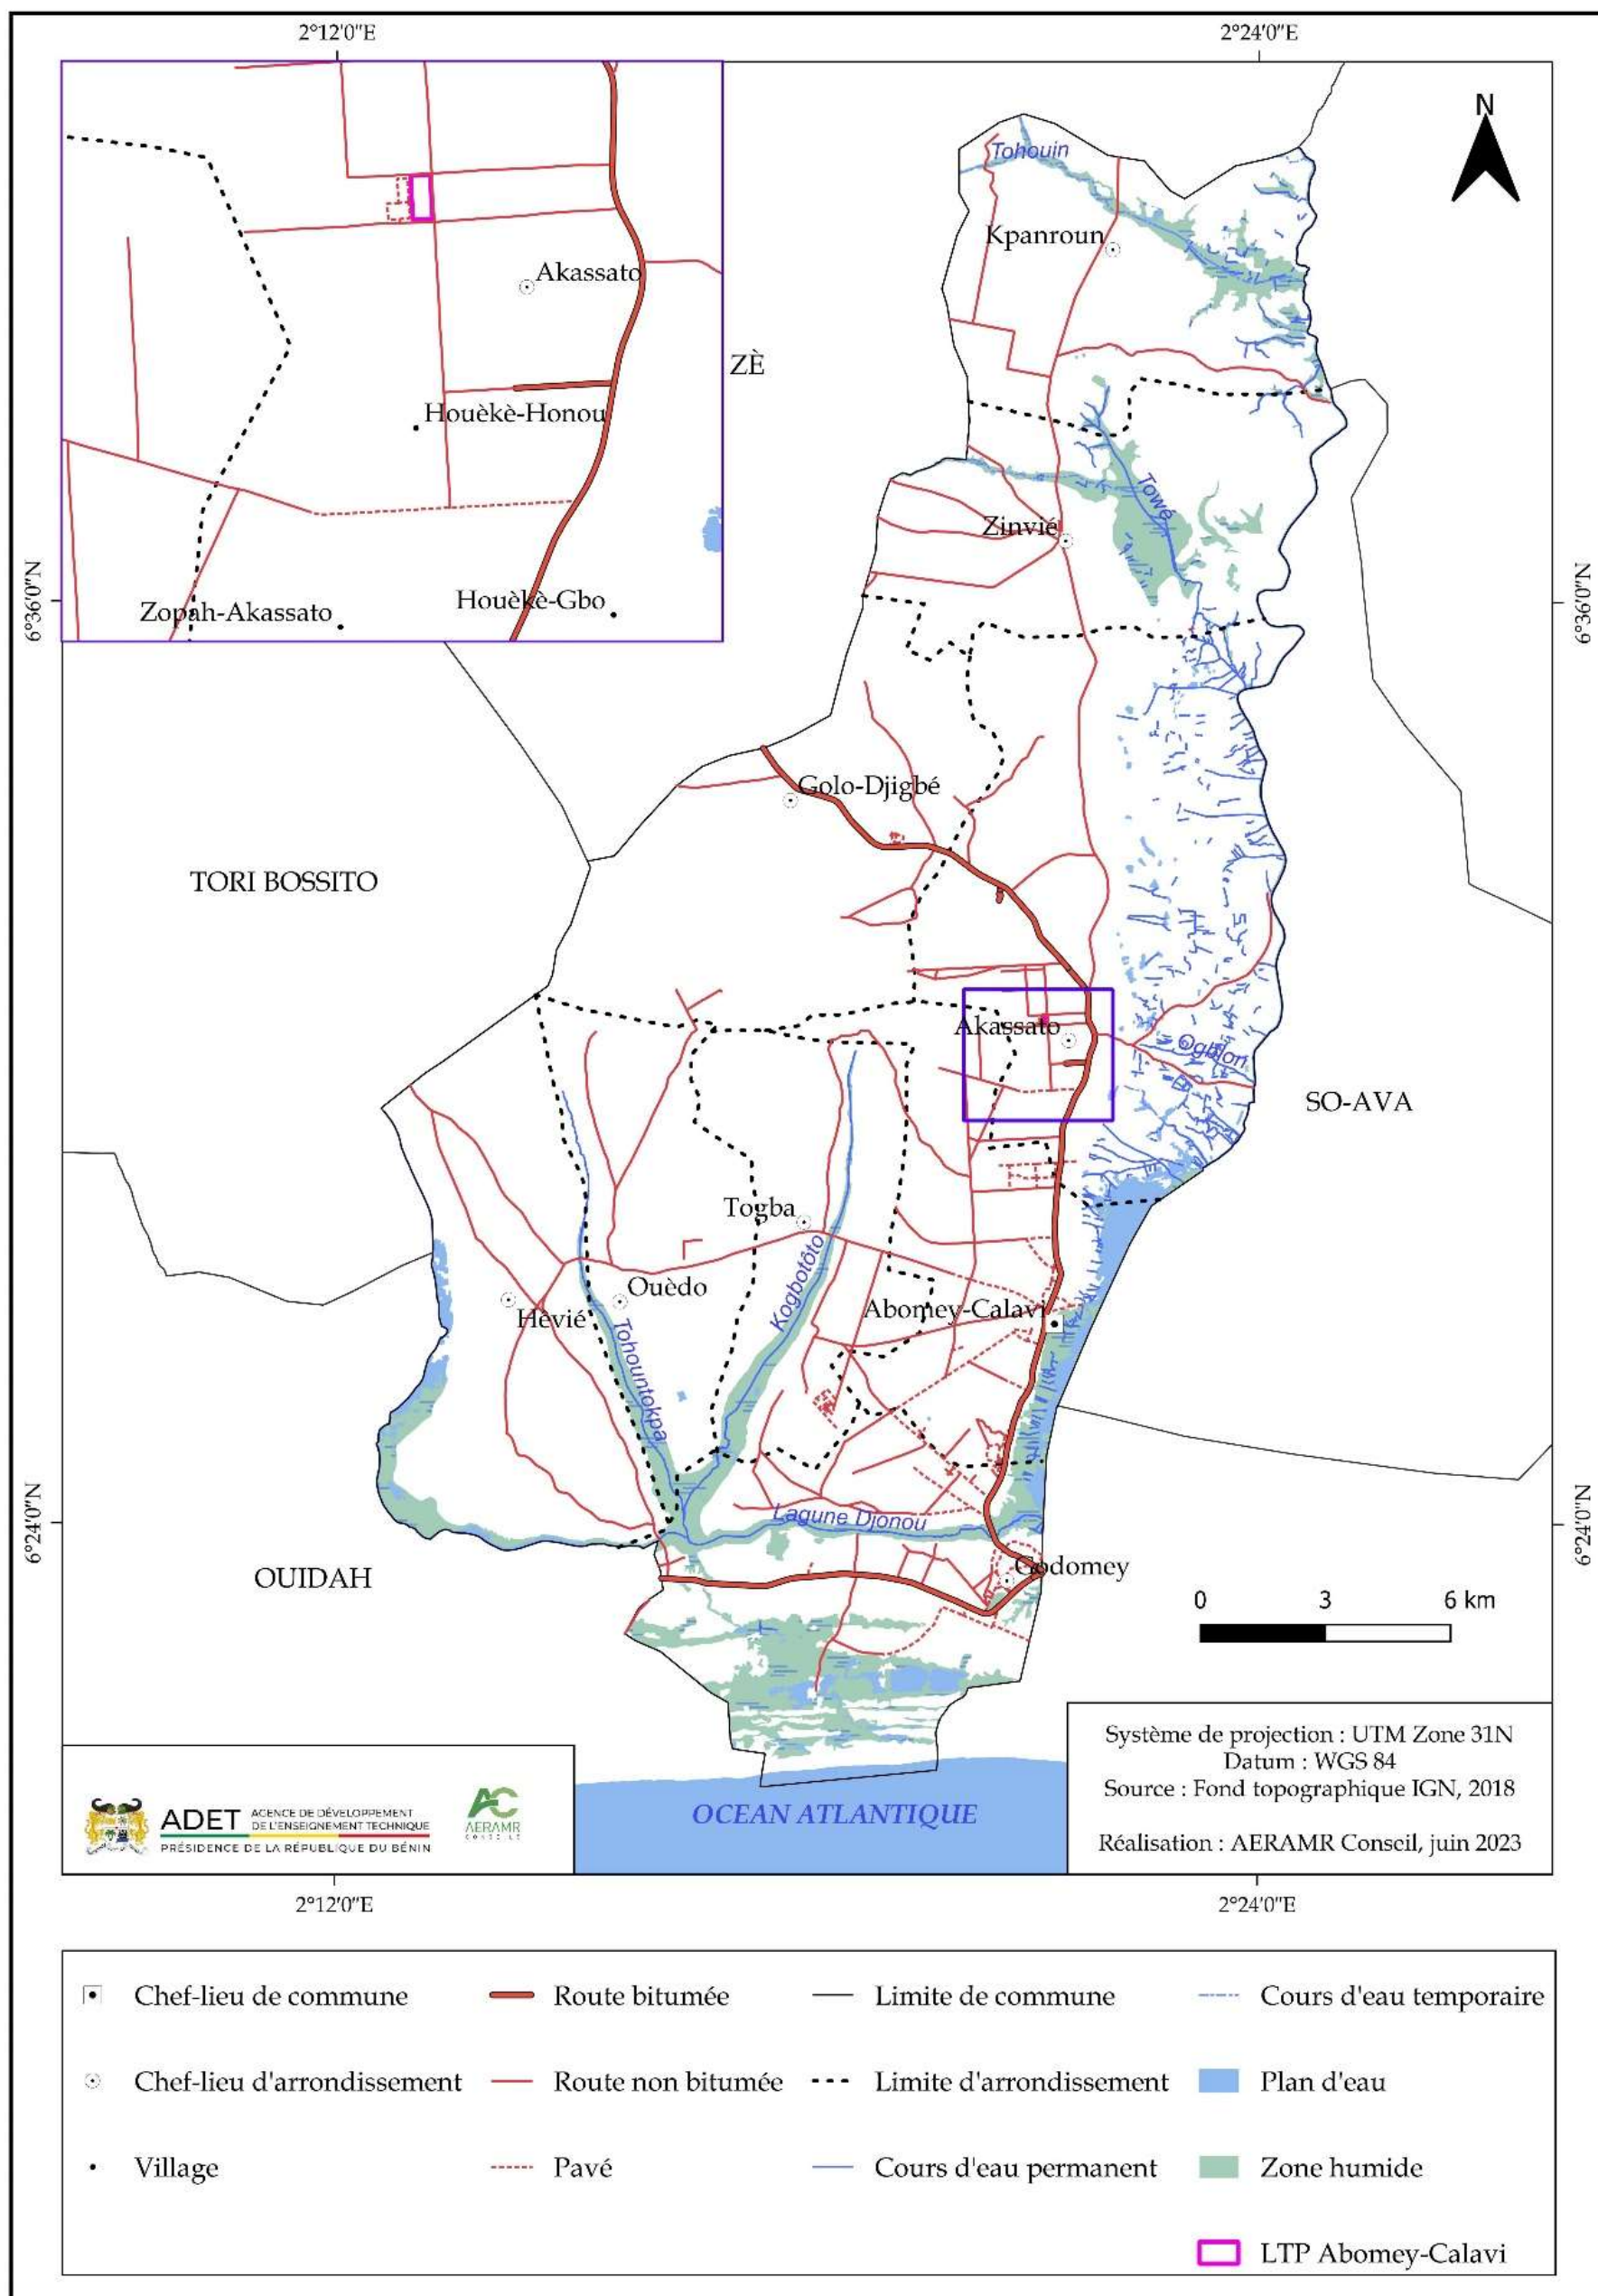 2°12'0"E
2°24'0"E
N
Tohouin
Kpanroun
Akassato
ZÈ
Houèkè-Honou
Towé
Zinvié
6°36'0"N
6°36'0"N
Houèkè-Gbo
Zopah-Akassato
Golo-Djigbé
TORI BOSSITO
Akassato
Ogblon
SO-AVA
Togba
Kogbotôto
Ouèdo
Hêvié
Abomey-Calavi
Tohountokpa
6°24'0"N
6°24'0"N
Lagune Djonou
Godomey
OUIDAH
0 3 6 km
Système de projection : UTM Zone 31N
Datum : WGS 84
Source : Fond topographique IGN, 2018
Réalisation : AERAMR Conseil, juin 2023
OCEAN ATLANTIQUE
ADET
AGENCE DE DÉVELOPPEMENT
DE L'ENSEIGNEMENT TECHNIQUE
PRÉSIDENCE DE LA RÉPUBLIQUE DU BÉNIN
AC
AERAMR
CONSEILS
2°12'0"E
2°24'0"E
Chef-lieu de commune
Route bitumée
Limite de commune
Cours d'eau temporaire
Chef-lieu d'arrondissement
Route non bitumée
Limite d'arrondissement
Plan d'eau
Village
Pavé
Cours d'eau permanent
Zone humide
LTP Abomey-Calavi